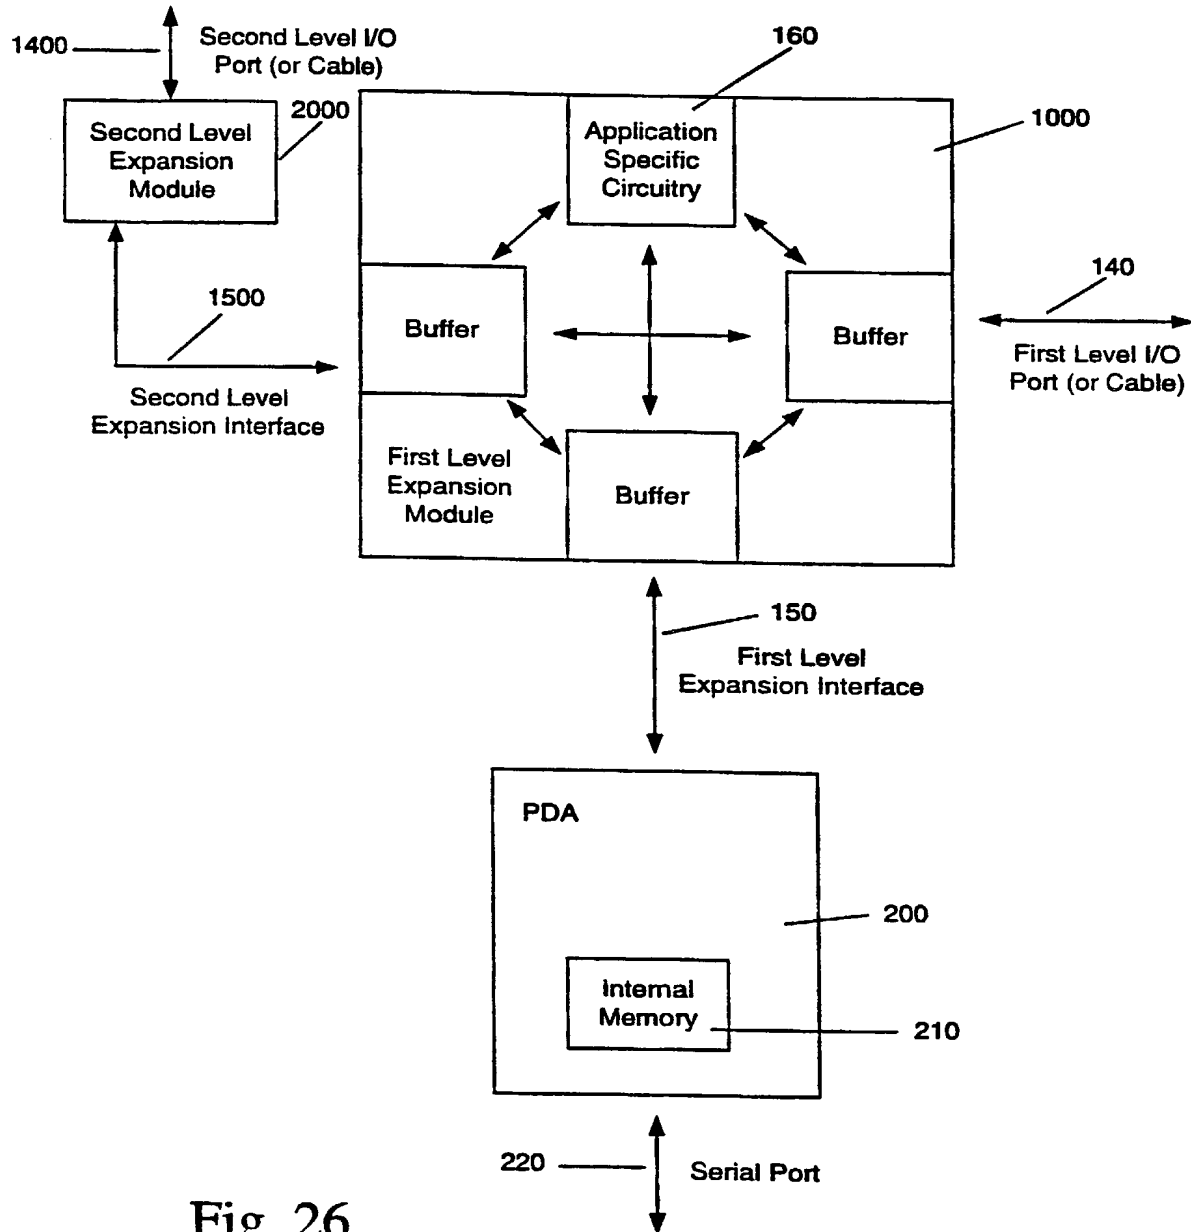 1400
Second Level I/O
Port (or Cable)
160
2000
Second Level
Expansion
Module
Application
Specific
Circuitry
1000
1500
Buffer
Buffer
140
First Level I/O
Port (or Cable)
Second Level
Expansion Interface
First Level
Expansion
Module
Buffer
150
First Level
Expansion Interface
PDA
200
Internal
Memory
210
220
Serial Port
Fig. 26